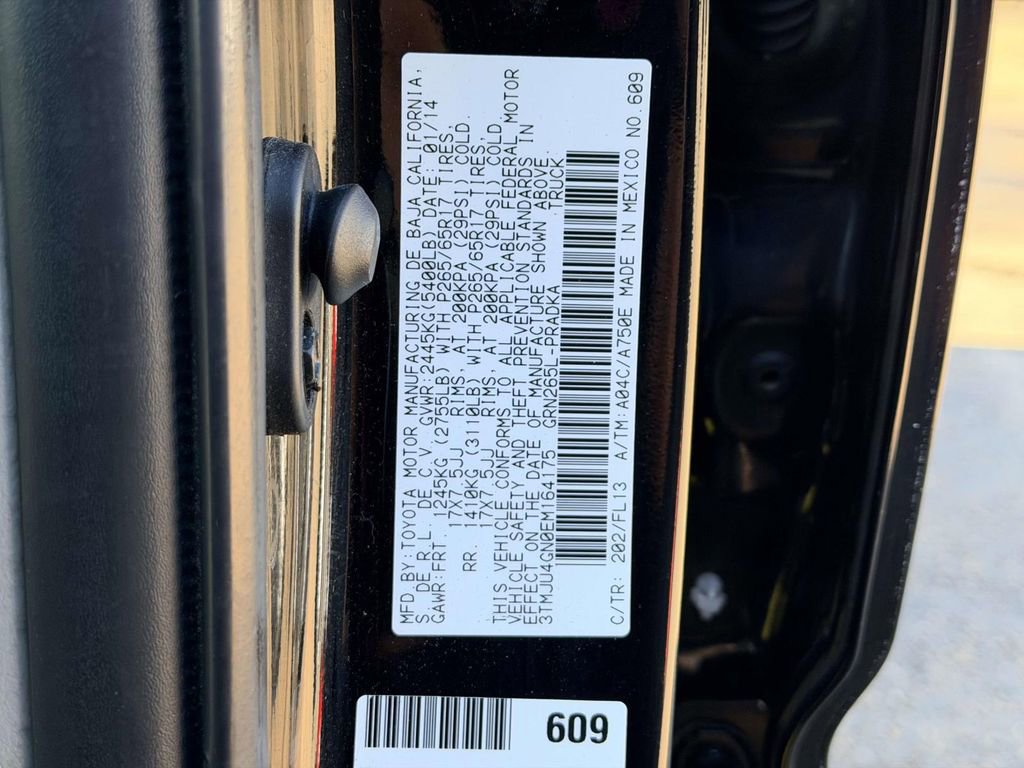 MFD BY:TOYOTA MOTOR MANUFACTURING DE BAJA CALIFORNIA,
S. DE R.L. DE C.V. GVWR:2445KG(5400LB) DATE:01/14
GAWR:FRT. 1245KG (2755LB) WITH P265/65R17 TIRES,
17X7.5JJ RIMS, AT 200KPA (29PSI) COLD.
RR. 1410KG (3110LB) WITH P265/65R17 TIRES,
17X7.5JJ RIMS, AT 200KPA (29PSI) COLD.
THIS VEHICLE CONFORMS TO ALL APPLICABLE FEDERAL MOTOR
VEHICLE SAFETY AND THEFT PREVENTION STANDARDS IN
EFFECT ON THE DATE OF MANUFACTURE SHOWN ABOVE.
3TMJU4GN0EM164175 GRN265L-PRADKA TRUCK
C/TR: 202/FL13 A/TM:A04C/A750E MADE IN MEXICO NO.609
609